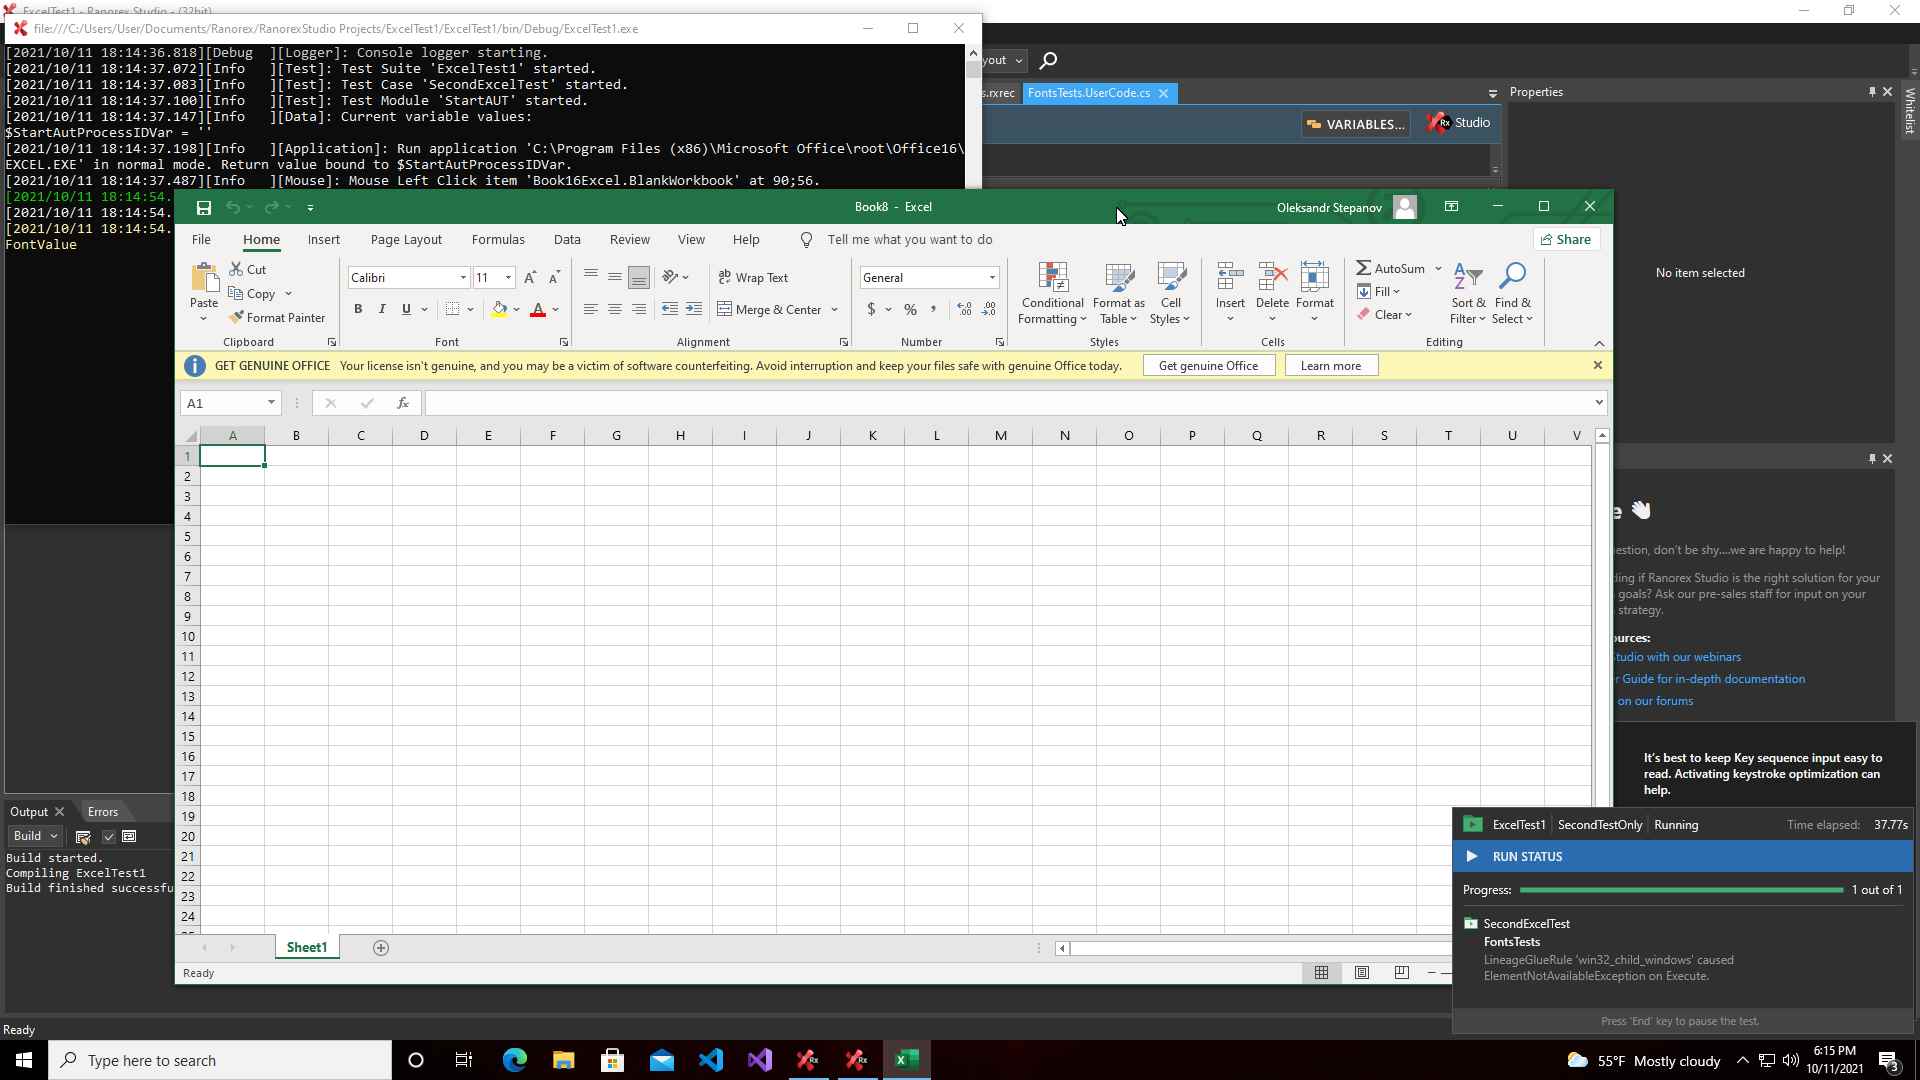 ExcelTest1 - Ranorex Studio - (32bit)
file:///C:/Users/User/Documents/Ranorex/RanorexStudio Projects/ExcelTest1/ExcelTest1/bin/Debug/ExcelTest1.exe
[2021/10/11 18:14:36.818][Debug  ][Logger]: Console logger starting.
[2021/10/11 18:14:37.072][Info   ][Test]: Test Suite 'ExcelTest1' started.
[2021/10/11 18:14:37.083][Info   ][Test]: Test Case 'SecondExcelTest' started.
[2021/10/11 18:14:37.100][Info   ][Test]: Test Module 'StartAUT' started.
[2021/10/11 18:14:37.147][Info   ][Data]: Current variable values:
$StartAutProcessIDVar = ''
[2021/10/11 18:14:37.198][Info   ][Application]: Run application 'C:\Program Files (x86)\Microsoft Office\root\Office16\
EXCEL.EXE' in normal mode. Return value bound to $StartAutProcessIDVar.
[2021/10/11 18:14:37.487][Info   ][Mouse]: Mouse Left Click item 'Book16Excel.BlankWorkbook' at 90;56.
[2021/10/11 18:14:54.
[2021/10/11 18:14:54.
[2021/10/11 18:14:54.
FontValue
yout
s.rxrec
FontsTests.UserCode.cs
VARIABLES...
Rx Studio
Properties
Whitelist
No item selected
Book8 - Excel
Oleksandr Stepanov
File Home Insert Page Layout Formulas Data Review View Help Tell me what you want to do
Share
Paste
Cut
Copy
Format Painter
Clipboard
Calibri 11
B I U
Font
Wrap Text
Merge & Center
Alignment
General
$ % ,
Number
Conditional Formatting
Format as Table
Cell Styles
Styles
Insert Delete Format
Cells
AutoSum
Fill
Clear
Sort & Filter
Find & Select
Editing
GET GENUINE OFFICE Your license isn't genuine, and you may be a victim of software counterfeiting. Avoid interruption and keep your files safe with genuine Office today.
Get genuine Office
Learn more
A1
fx
A B C D E F G H I J K L M N O P Q R S T U V
1
2
3
4
5
6
7
8
9
10
11
12
13
14
15
16
17
18
19
20
21
22
23
24
Sheet1
Ready
e
estion, don't be shy....we are happy to help!
ding if Ranorex Studio is the right solution for your
goals? Ask our pre-sales staff for input on your
strategy.
ources:
Studio with our webinars
r Guide for in-depth documentation
on our forums
It's best to keep Key sequence input easy to
read. Activating keystroke optimization can
help.
ExcelTest1 SecondTestOnly Running Time elapsed: 37.77s
RUN STATUS
Progress: 1 out of 1
SecondExcelTest
FontsTests
LineageGlueRule 'win32_child_windows' caused
ElementNotAvailableException on Execute.
Press 'End' key to pause the test.
Output Errors
Build
Build started.
Compiling ExcelTest1
Build finished successfu
Ready
Type here to search
55°F Mostly cloudy
6:15 PM
10/11/2021
3